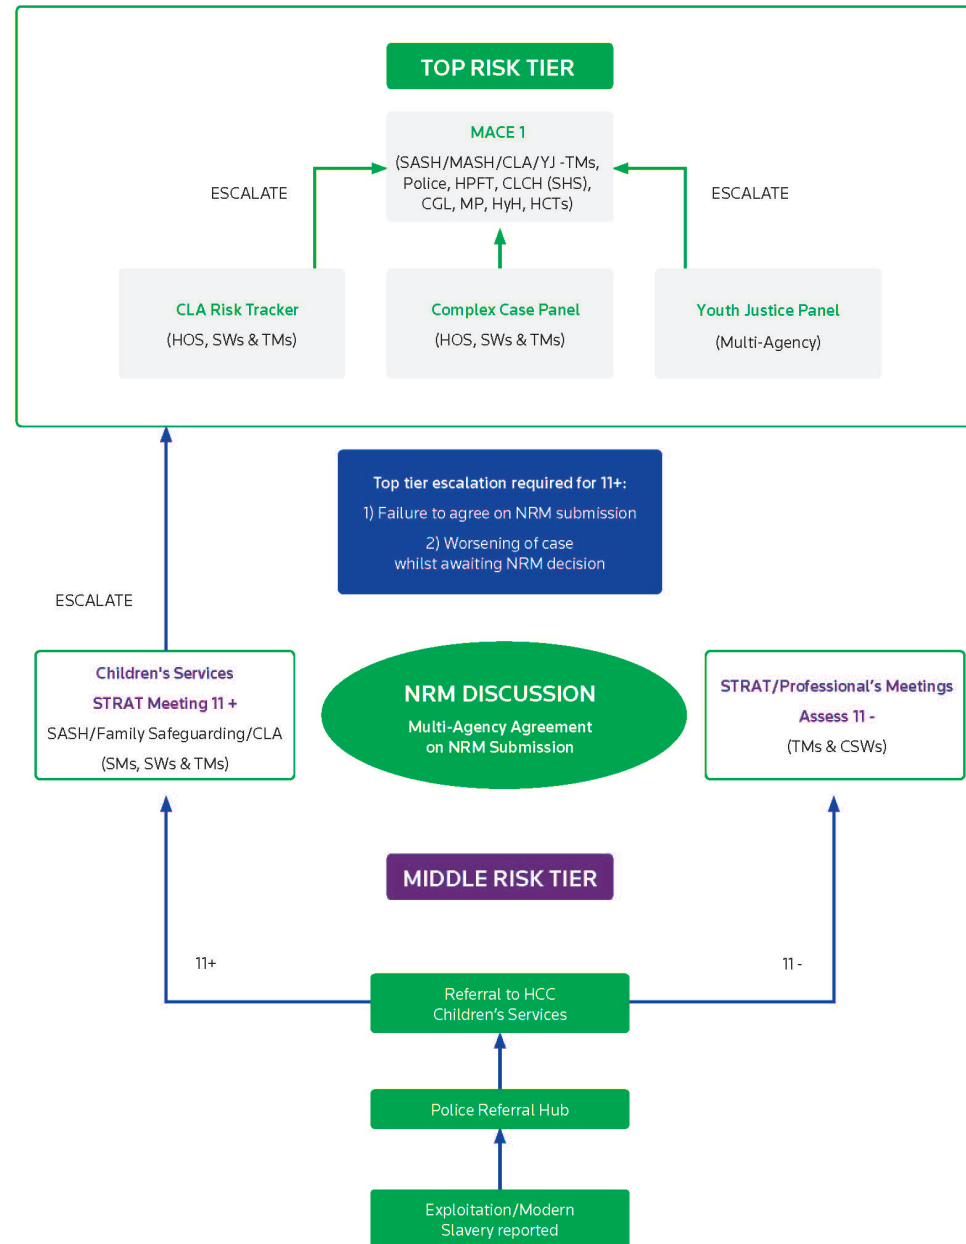 TOP RISK TIER
MACE 1
(SASH/MASH/CLA/YJ -TMs,
Police, HPFT, CLCH (SHS),
CGL, MP, HyH, HCTs)
ESCALATE
ESCALATE
CLA Risk Tracker
(HOS, SWs & TMs)
Complex Case Panel
(HOS, SWs & TMs)
Youth Justice Panel
(Multi-Agency)
Top tier escalation required for 11+:
1) Failure to agree on NRM submission
2) Worsening of case
whilst awaiting NRM decision
ESCALATE
Children's Services
STRAT Meeting 11 +
SASH/Family Safeguarding/CLA
(SMs, SWs & TMs)
NRM DISCUSSION
Multi-Agency Agreement
on NRM Submission
STRAT/Professional’s Meetings
Assess 11 -
(TMs & CSWs)
MIDDLE RISK TIER
11+
11 -
Referral to HCC
Children’s Services
Police Referral Hub
Exploitation/Modern
Slavery reported